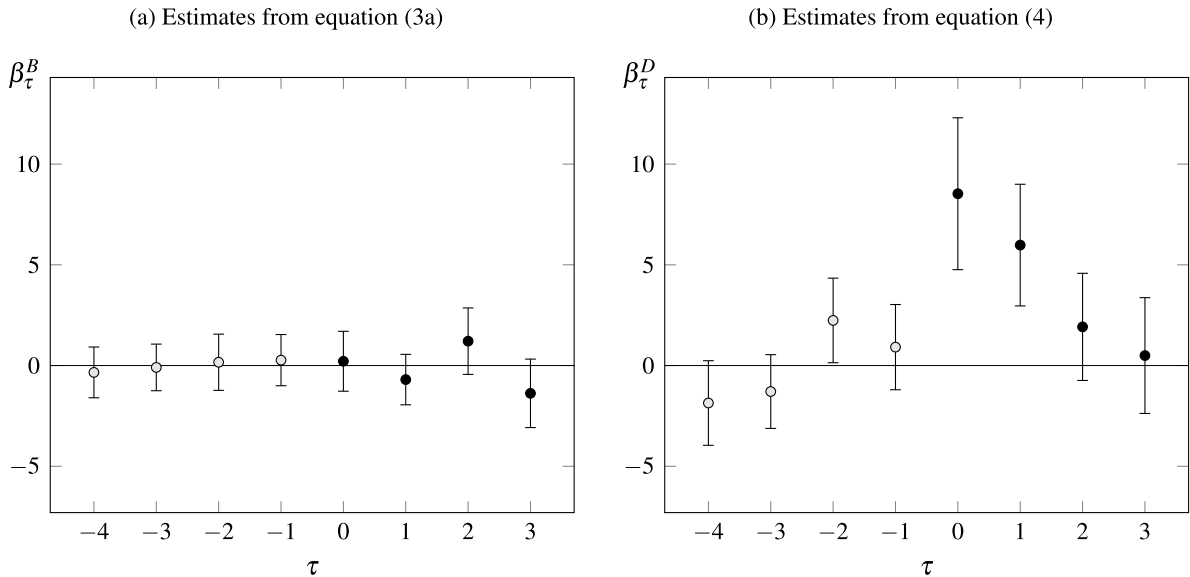 (a) Estimates from equation (3a)
β^B_τ
10
5
0
−5
−4 −3 −2 −1 0 1 2 3
τ
(b) Estimates from equation (4)
β^D_τ
10
5
0
−5
−4 −3 −2 −1 0 1 2 3
τ